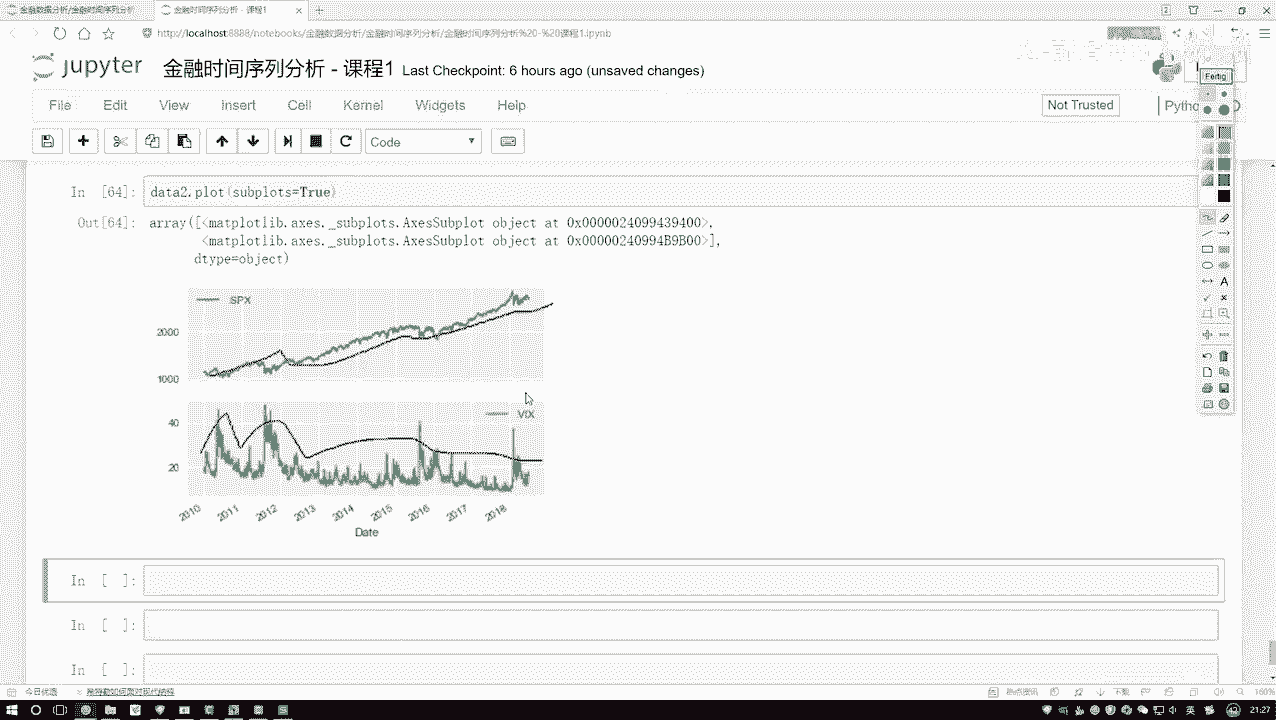 金融数据分析/金融时间序列分析
金融时间序列分析 - 课程1
http://localhost:8888/notebooks/金融数据分析/金融时间序列分析/金融时间序列分析%20-%20课程1.ipynb
jupyter 金融时间序列分析 - 课程1 Last Checkpoint: 6 hours ago (unsaved changes)
Fertig
File Edit View Insert Cell Kernel Widgets Help
Not Trusted
Code
In [64]: data2.plot(subplots=True)
Out[64]: array([<matplotlib.axes._subplots.AxesSubplot object at 0x0000024099439400>,
<matplotlib.axes._subplots.AxesSubplot object at 0x00000240994B9B00>],
dtype=object)
SPX
2000
1000
VIX
40
20
2010 2011 2012 2013 2014 2015 2016 2017 2018
Date
In [ ]:
In [ ]:
In [ ]:
今日优选
下载
160%
21:27